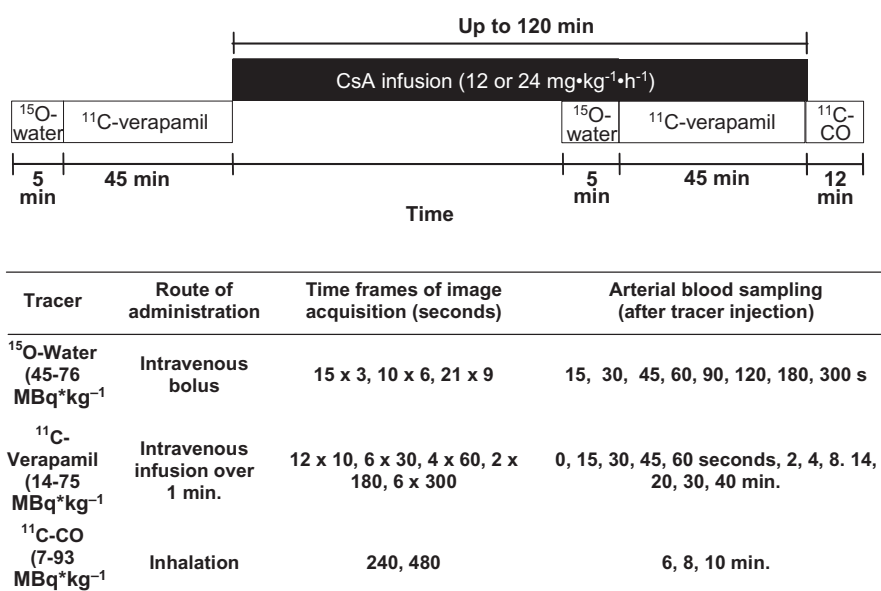 Up to 120 min
CsA infusion (12 or 24 mg•kg⁻¹•h⁻¹)
¹⁵O-
water
¹¹C-verapamil
¹⁵O-
water
¹¹C-verapamil
¹¹C-
CO
5
min
45 min
5
min
45 min
12
min
Time
Tracer
Route of
administration
Time frames of image
acquisition (seconds)
Arterial blood sampling
(after tracer injection)
¹⁵O-Water
(45-76
MBq*kg⁻¹
Intravenous
bolus
15 x 3, 10 x 6, 21 x 9
15, 30, 45, 60, 90, 120, 180, 300 s
¹¹C-
Verapamil
(14-75
MBq*kg⁻¹
Intravenous
infusion over
1 min.
12 x 10, 6 x 30, 4 x 60, 2 x
180, 6 x 300
0, 15, 30, 45, 60 seconds, 2, 4, 8. 14,
20, 30, 40 min.
¹¹C-CO
(7-93
MBq*kg⁻¹
Inhalation
240, 480
6, 8, 10 min.